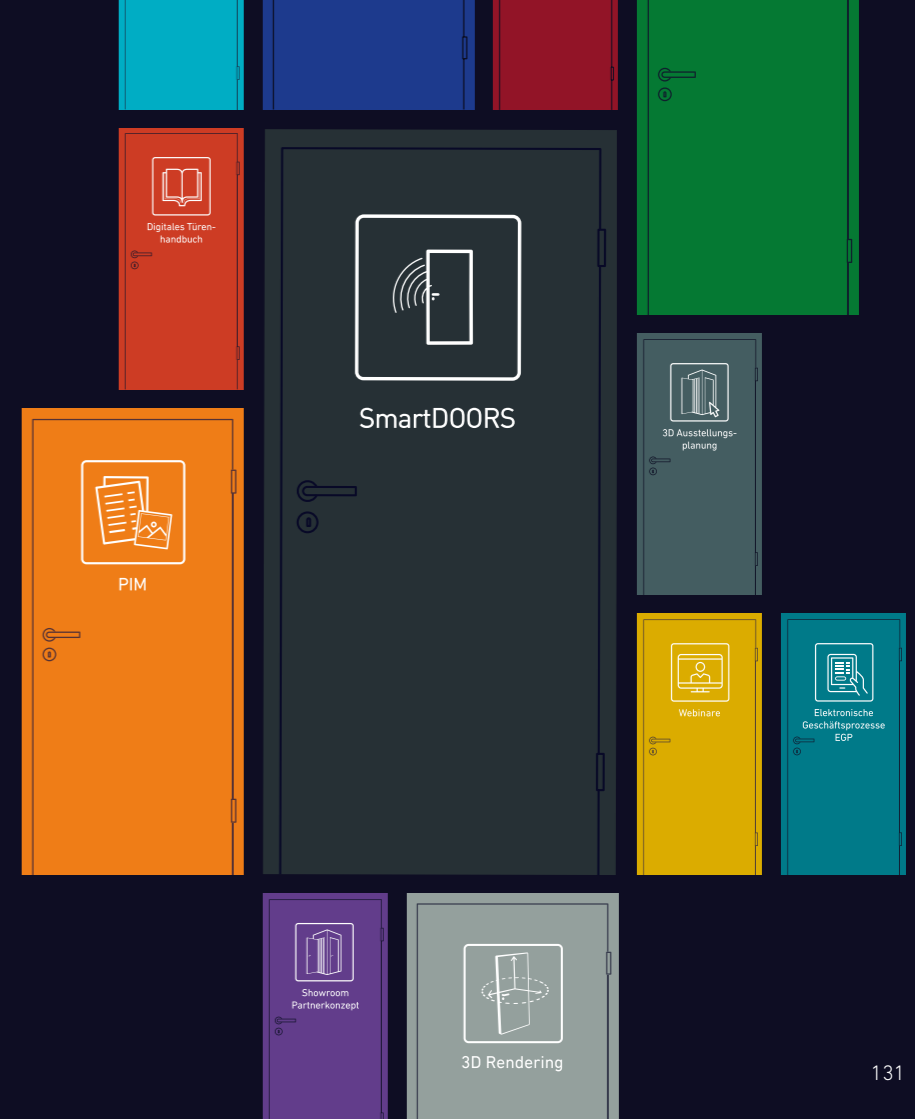 Digitales Türen-
handbuch
SmartDOORS
3D Ausstellungs-
planung
PIM
Webinare
Elektronische
Geschäftsprozesse
EGP
Showroom
Partnerkonzept
3D Rendering
131